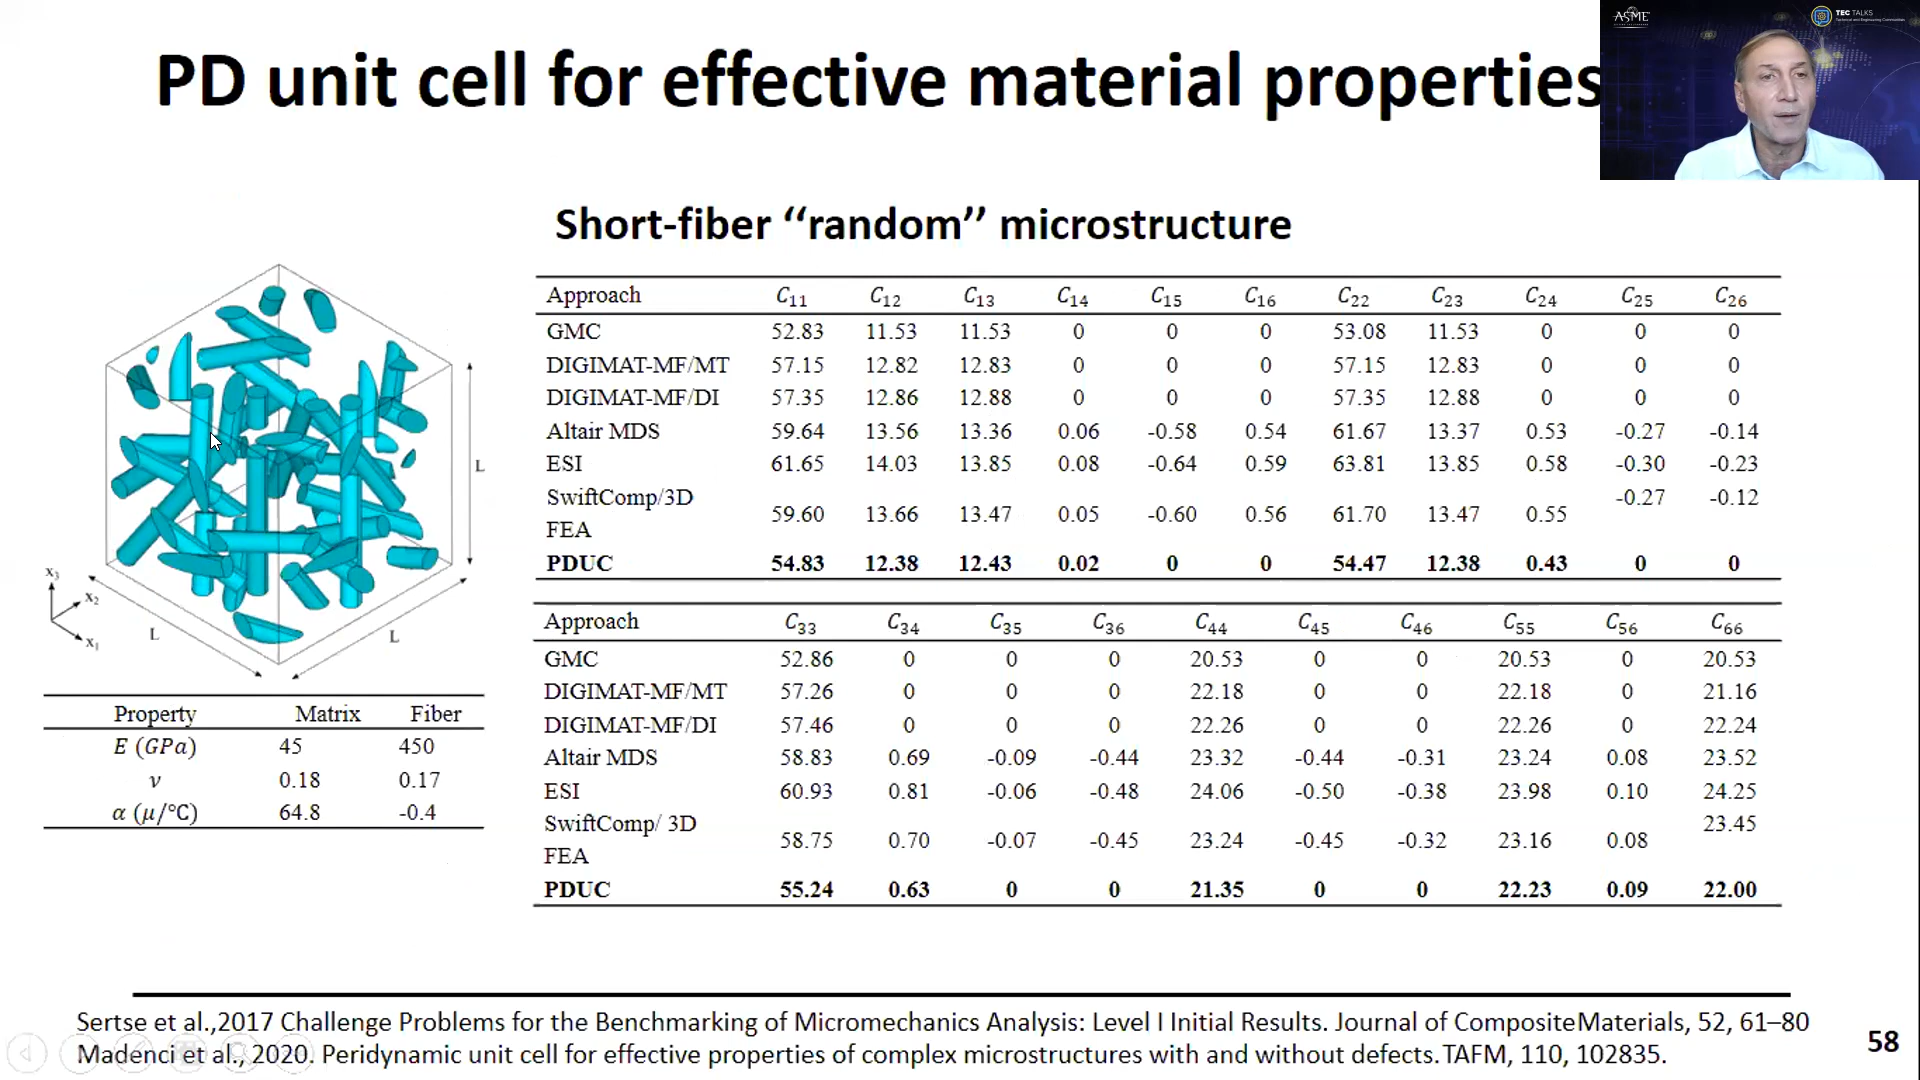 ASME
TEC TALKS
PD unit cell for effective material properties
Short-fiber ‘‘random’’ microstructure
Approach C11 C12 C13 C14 C15 C16 C22 C23 C24 C25 C26
GMC 52.83 11.53 11.53 0 0 0 53.08 11.53 0 0 0
DIGIMAT-MF/MT 57.15 12.82 12.83 0 0 0 57.15 12.83 0 0 0
DIGIMAT-MF/DI 57.35 12.86 12.88 0 0 0 57.35 12.88 0 0 0
Altair MDS 59.64 13.56 13.36 0.06 -0.58 0.54 61.67 13.37 0.53 -0.27 -0.14
ESI 61.65 14.03 13.85 0.08 -0.64 0.59 63.81 13.85 0.58 -0.30 -0.23
SwiftComp/3D -0.27 -0.12
59.60 13.66 13.47 0.05 -0.60 0.56 61.70 13.47 0.55
FEA
PDUC 54.83 12.38 12.43 0.02 0 0 54.47 12.38 0.43 0 0
L
x3
x2
x1
L
L
Approach C33 C34 C35 C36 C44 C45 C46 C55 C56 C66
GMC 52.86 0 0 0 20.53 0 0 20.53 0 20.53
DIGIMAT-MF/MT 57.26 0 0 0 22.18 0 0 22.18 0 21.16
DIGIMAT-MF/DI 57.46 0 0 0 22.26 0 0 22.26 0 22.24
Altair MDS 58.83 0.69 -0.09 -0.44 23.32 -0.44 -0.31 23.24 0.08 23.52
ESI 60.93 0.81 -0.06 -0.48 24.06 -0.50 -0.38 23.98 0.10 24.25
SwiftComp/ 3D 23.45
58.75 0.70 -0.07 -0.45 23.24 -0.45 -0.32 23.16 0.08
FEA
PDUC 55.24 0.63 0 0 21.35 0 0 22.23 0.09 22.00
Property Matrix Fiber
E (GPa) 45 450
ν 0.18 0.17
α (μ/°C) 64.8 -0.4
Sertse et al.,2017 Challenge Problems for the Benchmarking of Micromechanics Analysis: Level I Initial Results. Journal of CompositeMaterials, 52, 61–80
Madenci et al., 2020. Peridynamic unit cell for effective properties of complex microstructures with and without defects.TAFM, 110, 102835.
58